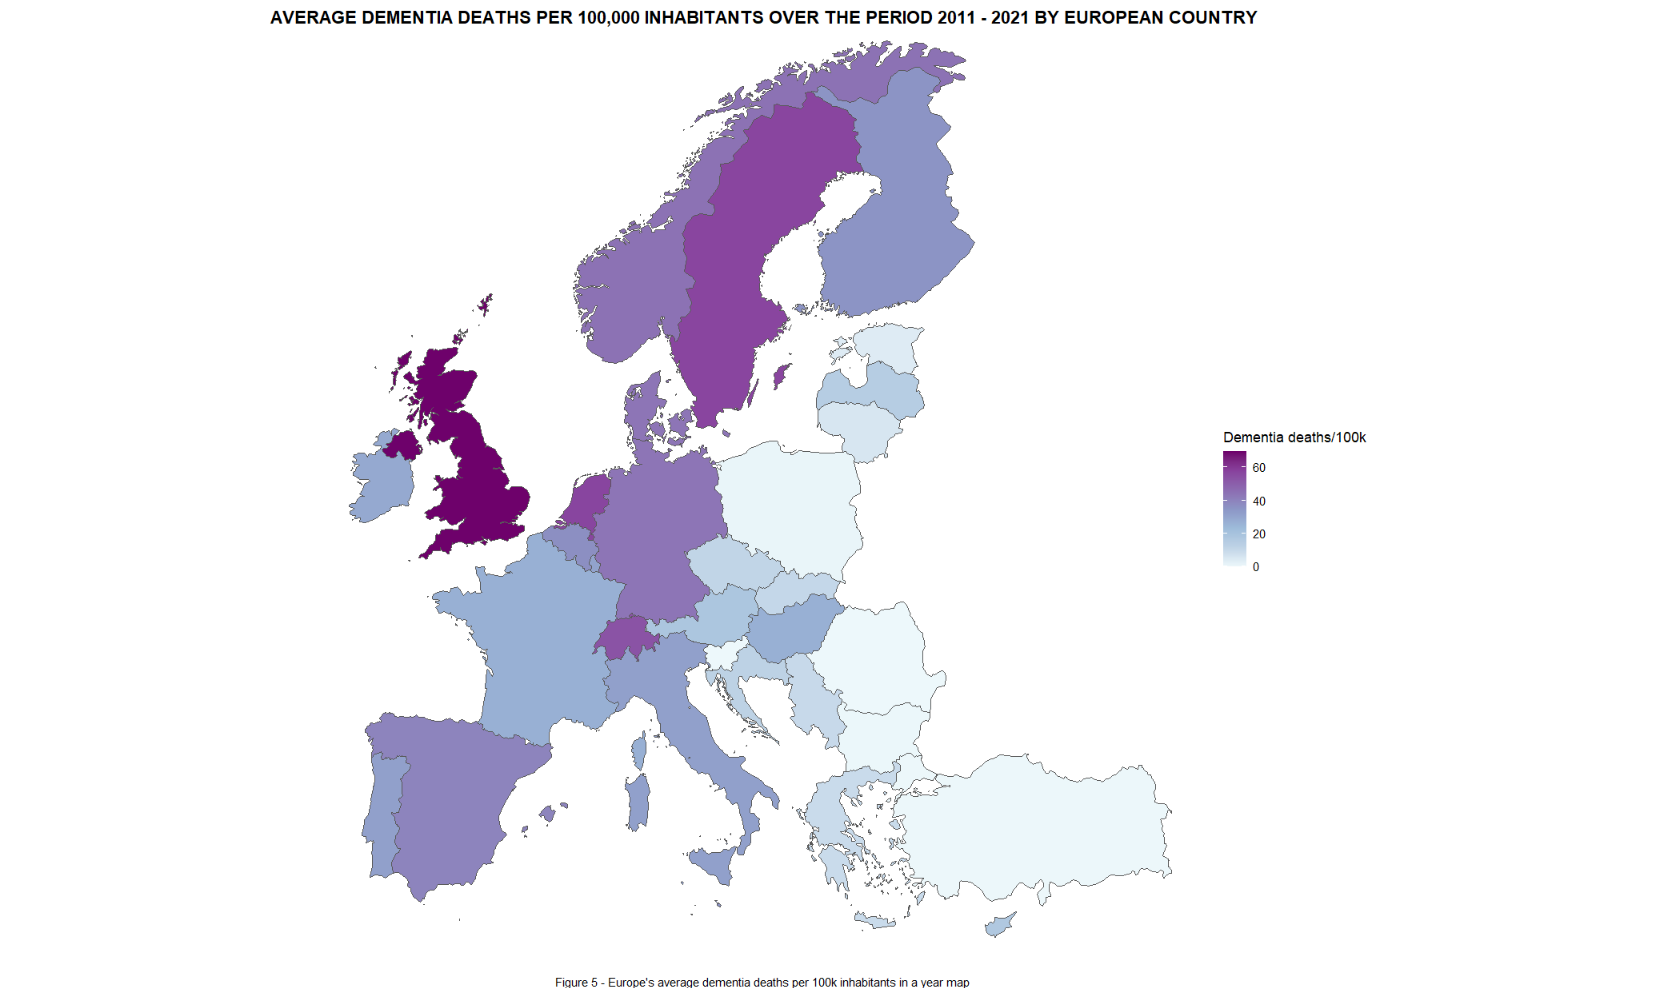 AVERAGE DEMENTIA DEATHS PER 100,000 INHABITANTS OVER THE PERIOD 2011 - 2021 BY EUROPEAN COUNTRY
Dementia deaths/100k
60
40
20
0
Figure 5 - Europe's average dementia deaths per 100k inhabitants in a year map